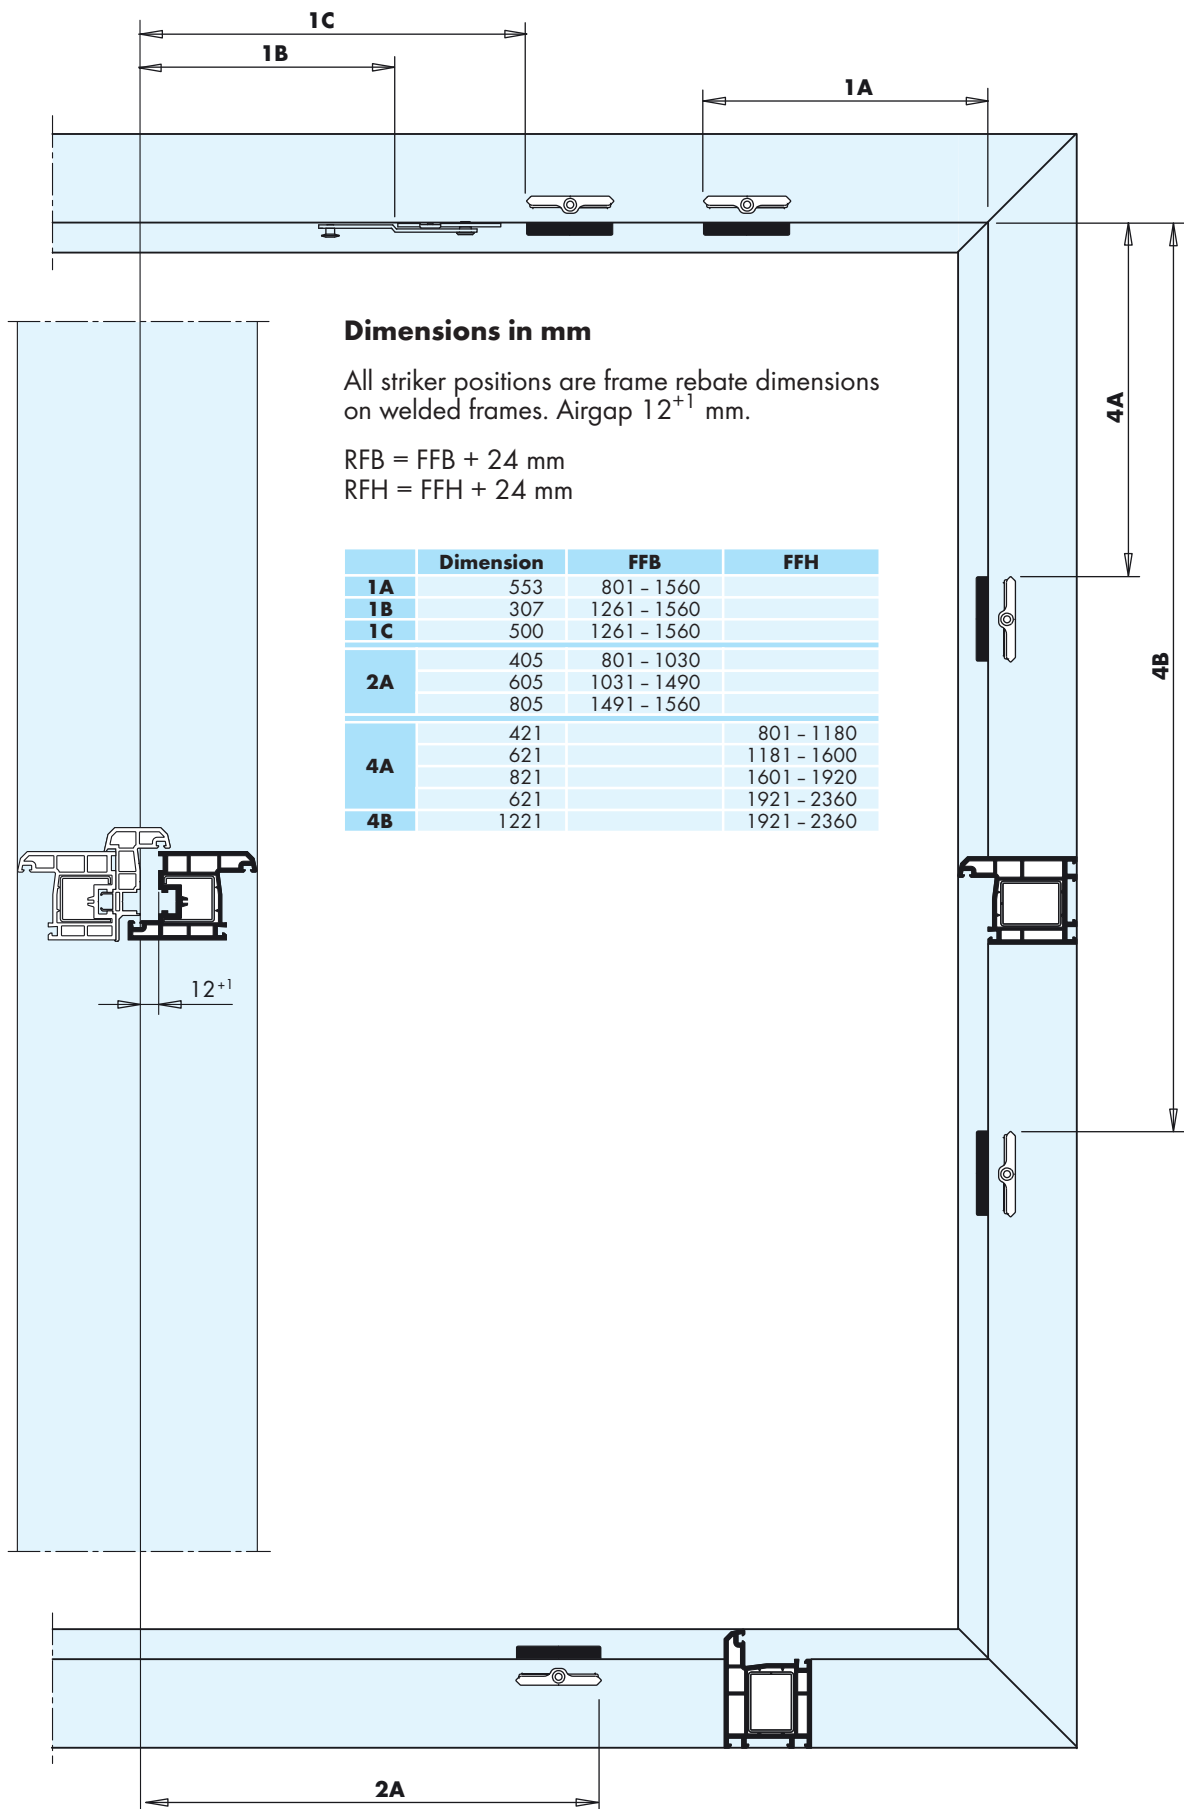 1C
1B
1A
Dimensions in mm
All striker positions are frame rebate dimensions
on welded frames. Airgap 12⁺¹ mm.
RFB = FFB + 24 mm
RFH = FFH + 24 mm
4A
4B
Dimension FFB FFH
1A 553 801 – 1560
1B 307 1261 – 1560
1C 500 1261 – 1560
2A
405 801 – 1030
605 1031 – 1490
805 1491 – 1560
4A
421 801 – 1180
621 1181 – 1600
821 1601 – 1920
621 1921 – 2360
4B 1221 1921 – 2360
12⁺¹
2A